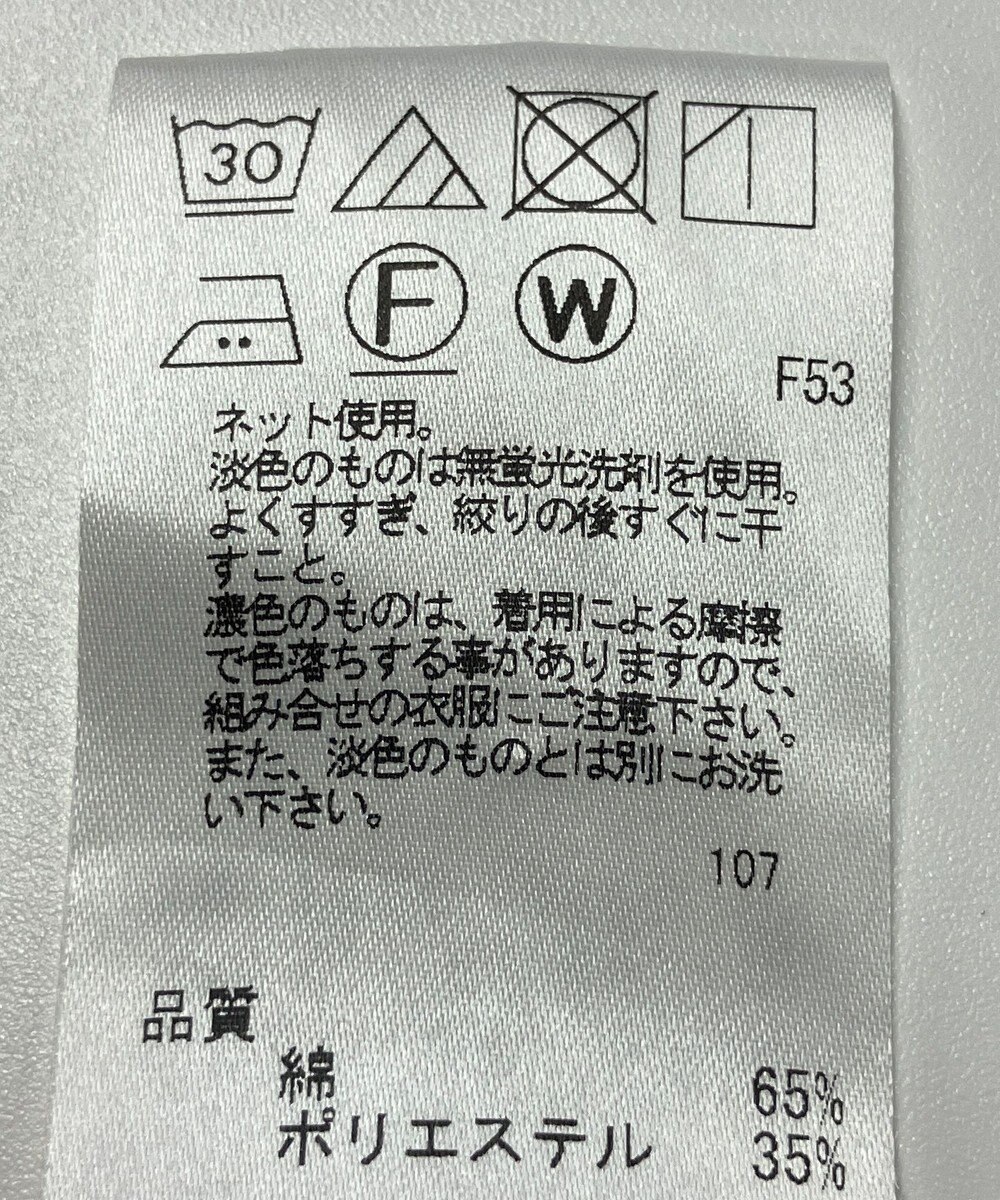 30
F W
F53
ネット使用。
淡色のものは無蛍光洗剤を使用。
よくすすぎ、絞りの後すぐに干
すこと。
濃色のものは、着用による摩擦
で色落ちする事がありますので、
組み合せの衣服にご注意下さい。
また、淡色のものとは別にお洗
い下さい。
107
品質
綿 65%
ポリエステル 35%